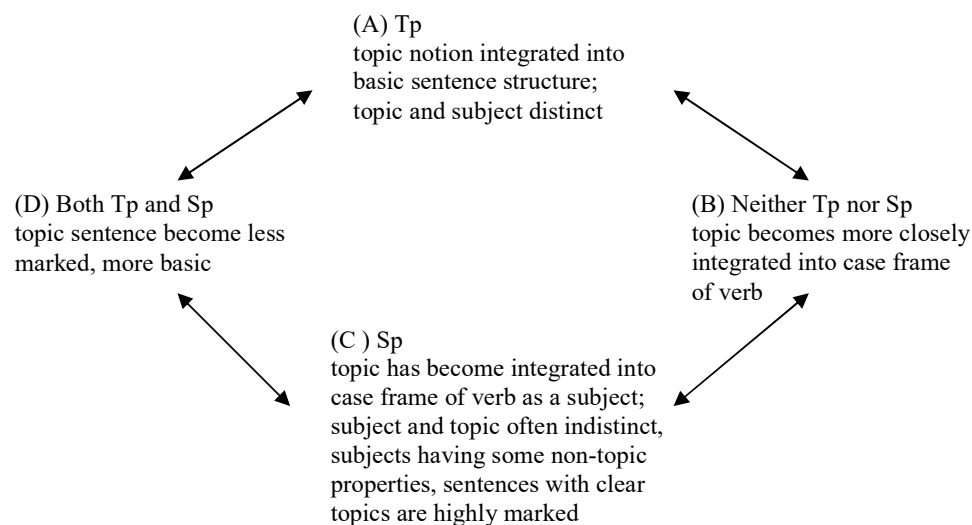 (A) Tp
topic notion integrated into
basic sentence structure;
topic and subject distinct
(D) Both Tp and Sp
topic sentence become less
marked, more basic
(B) Neither Tp nor Sp
topic becomes more closely
integrated into case frame
of verb
(C ) Sp
topic has become integrated into
case frame of verb as a subject;
subject and topic often indistinct,
subjects having some non-topic
properties, sentences with clear
topics are highly marked